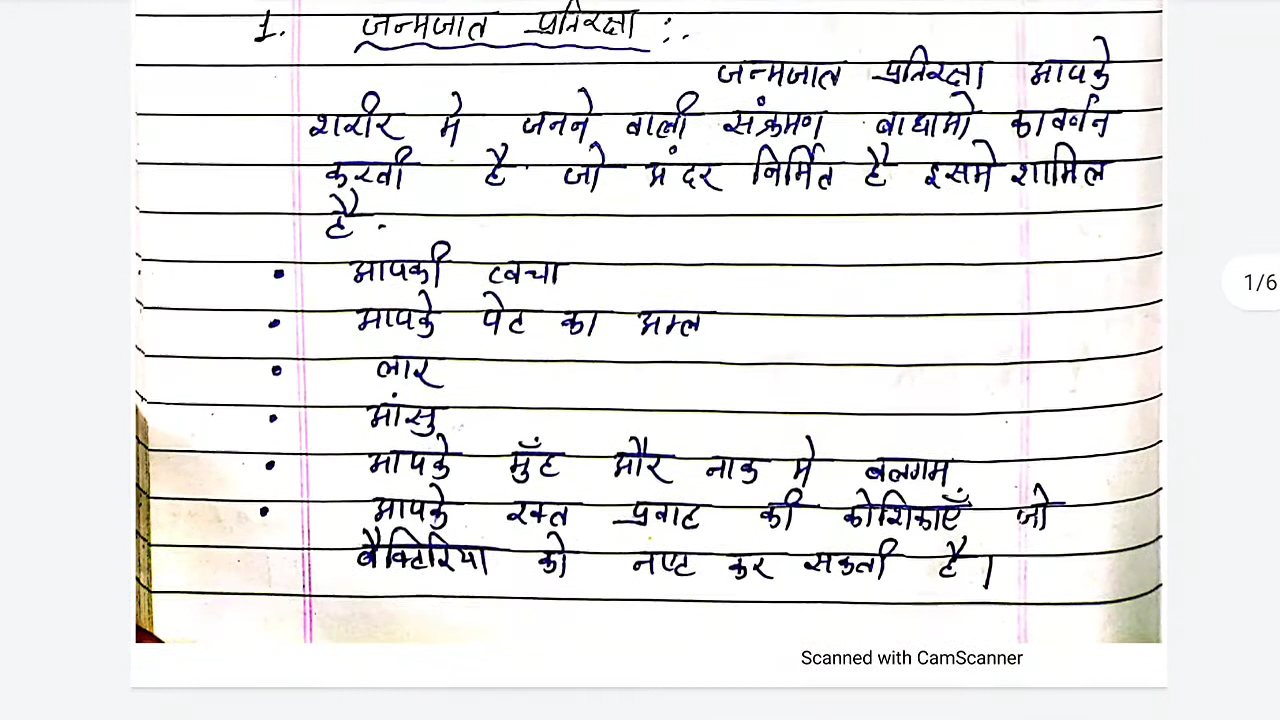 1. जन्मजात प्रतिरक्षा :.
जन्मजात प्रतिरक्षा आपके
शरीर मे जनने वाली संक्रमण बाधाओ का वर्नन
करती है जो अंदर निर्मित है इसमे शामिल
है .
• आपकी त्वचा
• आपके पेट का अम्ल
• लार
• आंसु
• आपके मुँह और नाक मे बलगम.
• आपके रक्त प्रवाह की कोशिकाएँ जो
बैक्टिरिया को नष्ट कर सकती है।
1/6
Scanned with CamScanner